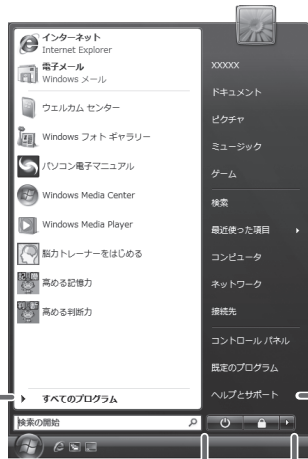 インターネット
Internet Explorer
電子メール
Windows メール
ウェルカム センター
Windows フォト ギャラリー
パソコン電子マニュアル
Windows Media Center
Windows Media Player
脳力トレーナーをはじめる
高める記憶力
高める判断力
すべてのプログラム
検索の開始
XXXXX
ドキュメント
ピクチャ
ミュージック
ゲーム
検索
最近使った項目
コンピュータ
ネットワーク
接続先
コントロール パネル
既定のプログラム
ヘルプとサポート